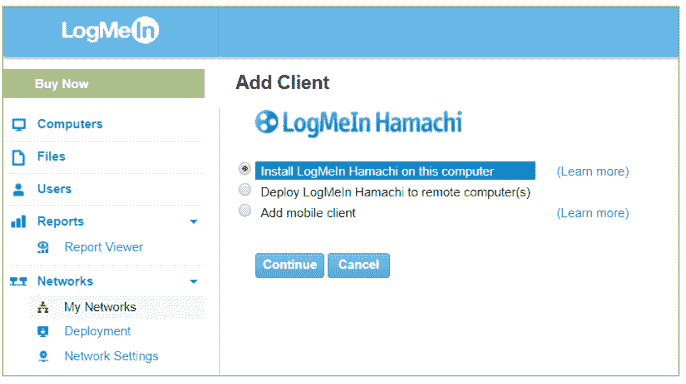 LogMeIn
Buy Now
Computers
Files
Users
Reports
Report Viewer
Networks
My Networks
Deployment
Network Settings
Add Client
LogMeIn Hamachi
Install LogMeIn Hamachi on this computer (Learn more)
Deploy LogMeIn Hamachi to remote computer(s)
Add mobile client (Learn more)
Continue Cancel